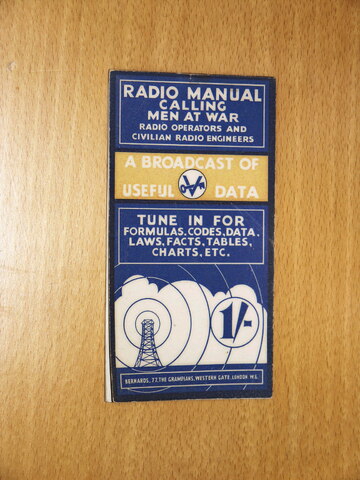 RADIO MANUAL
CALLING
MEN AT WAR
RADIO OPERATORS AND
CIVILIAN RADIO ENGINEERS
A BROADCAST OF
USEFUL DATA
TUNE IN FOR
FORMULAS, CODES, DATA,
LAWS, FACTS, TABLES,
CHARTS, ETC.
1/-
BERNARDS, 77, THE GRAMPIANS, WESTERN GATE, LONDON. W.6.